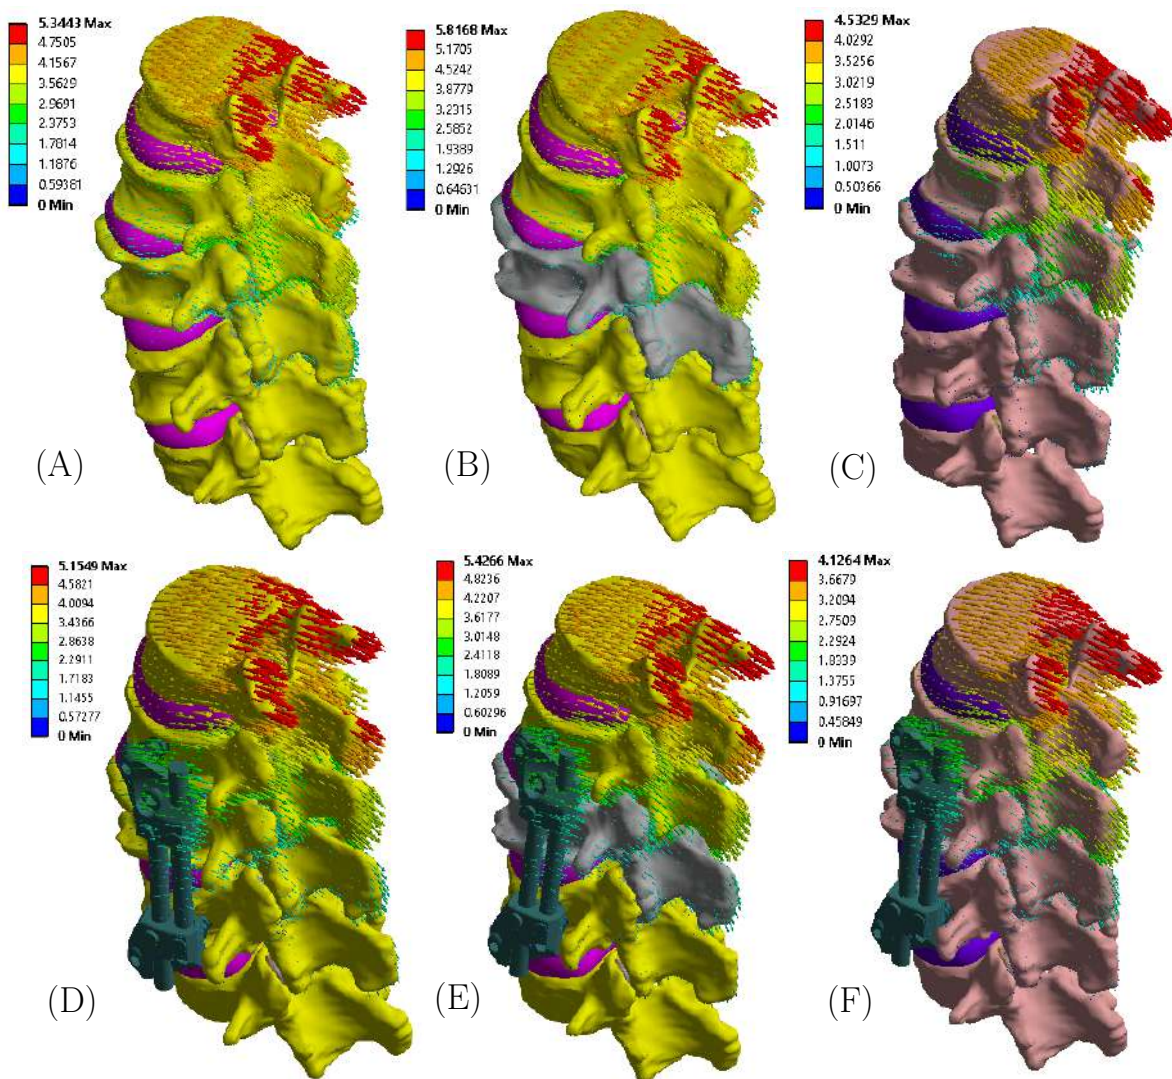 5.3443 Max
4.7505
4.1567
3.5629
2.9691
2.3753
1.7814
1.1876
0.59381
0 Min
(A)
5.8168 Max
5.1705
4.5242
3.8779
3.2315
2.5852
1.9389
1.2926
0.64631
0 Min
(B)
4.5329 Max
4.0292
3.5256
3.0219
2.5183
2.0146
1.511
1.0073
0.50366
0 Min
(C)
5.1549 Max
4.5821
4.0094
3.4366
2.8638
2.2911
1.7183
1.1455
0.57277
0 Min
(D)
5.4266 Max
4.8236
4.2207
3.6177
3.0148
2.4118
1.8089
1.2059
0.60296
0 Min
(E)
4.1264 Max
3.6679
3.2094
2.7509
2.2924
1.8339
1.3755
0.91697
0.45849
0 Min
(F)